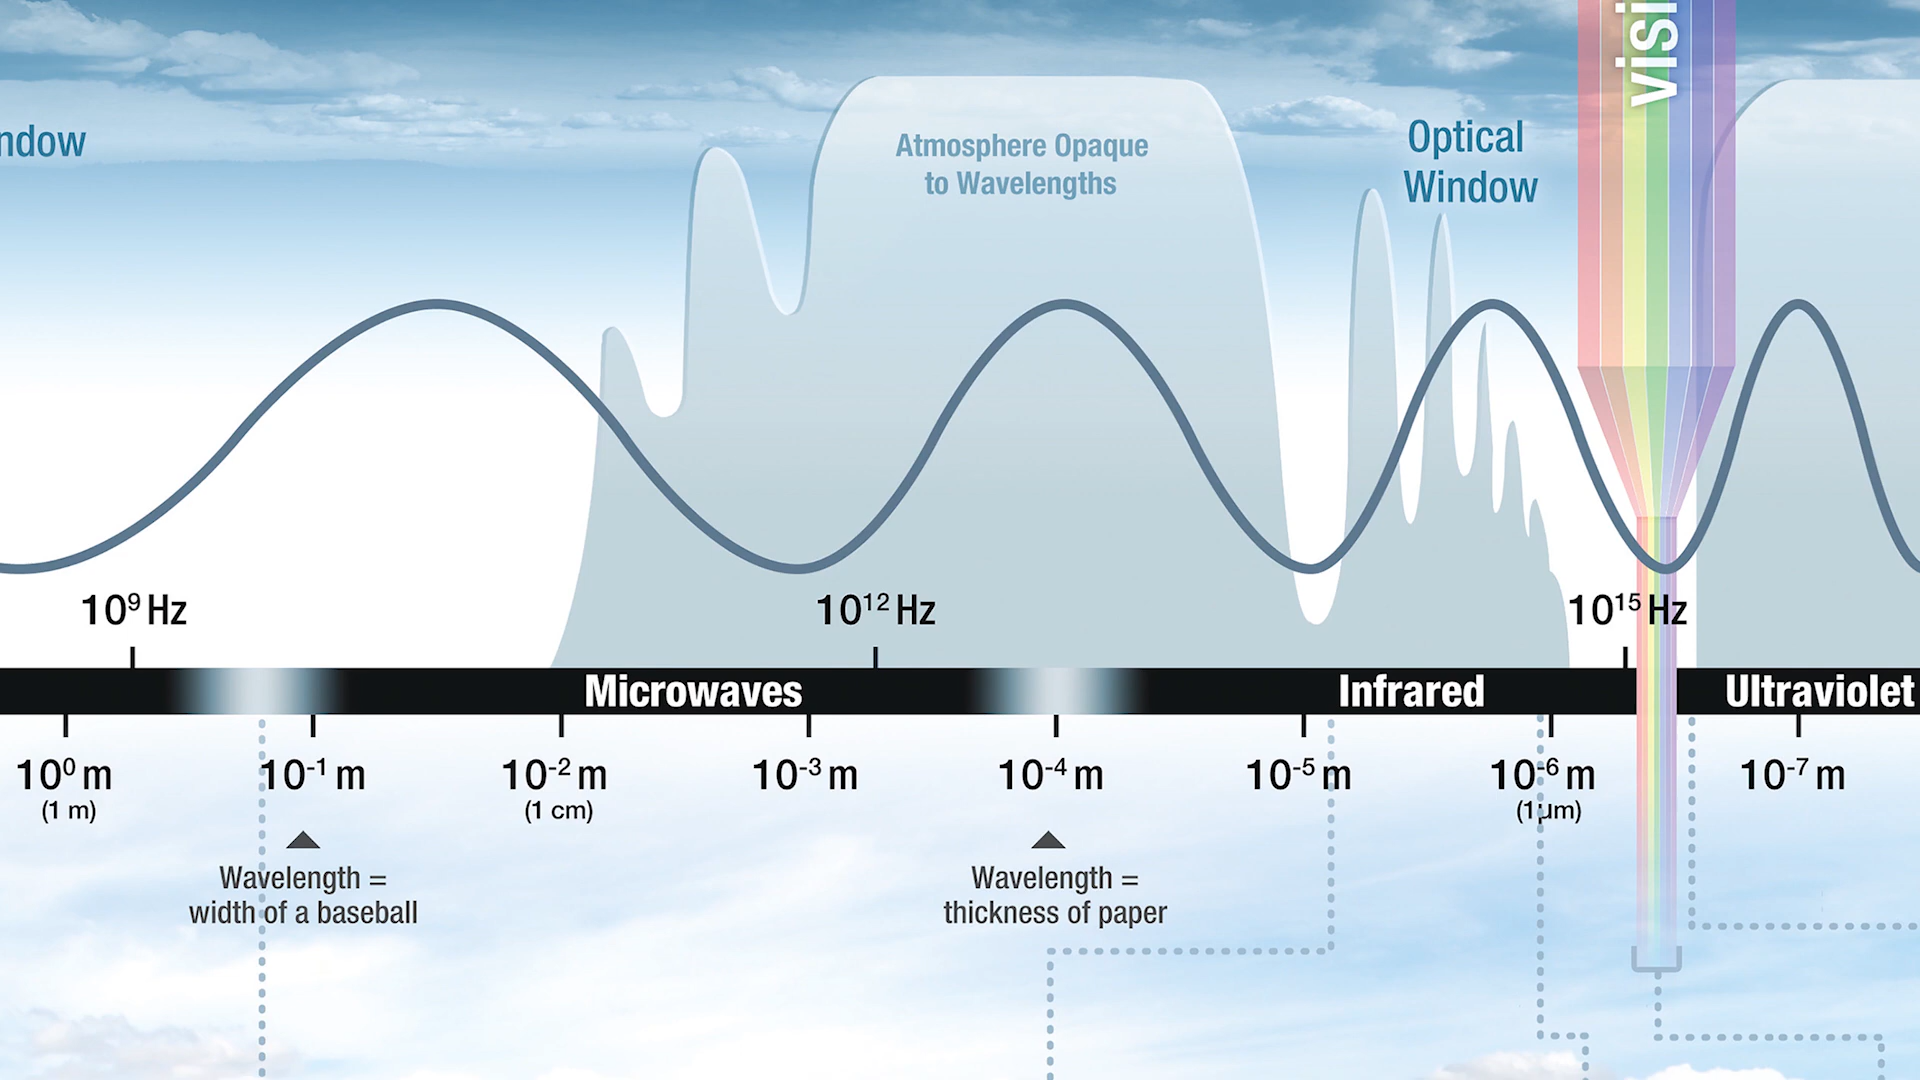 visi
ndow
Atmosphere Opaque
to Wavelengths
Optical
Window
10⁹ Hz
10¹² Hz
10¹⁵ Hz
Microwaves
Infrared
Ultraviolet
10⁰ m
(1 m)
10⁻¹ m
10⁻² m
(1 cm)
10⁻³ m
10⁻⁴ m
10⁻⁵ m
10⁻⁶ m
(1µm)
10⁻⁷ m
Wavelength =
width of a baseball
Wavelength =
thickness of paper